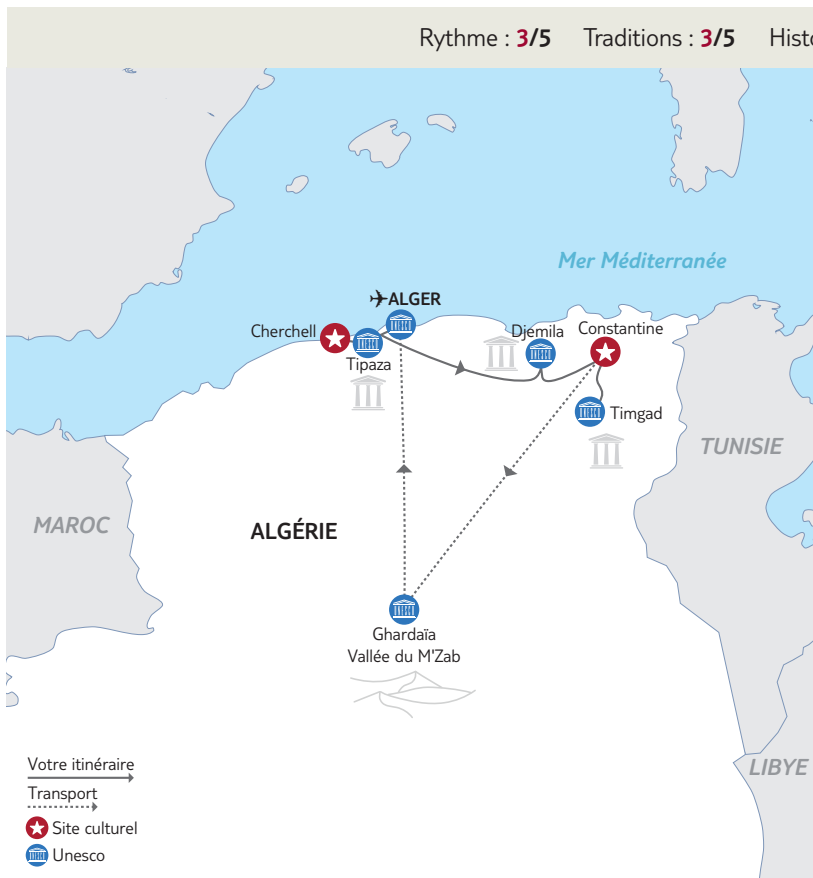 Rythme : 3/5 Traditions : 3/5 Histo
Mer Méditerranée
ALGER
Cherchell
Tipaza
Djemila
Constantine
Timgad
TUNISIE
MAROC
ALGÉRIE
Ghardaïa
Vallée du M'Zab
LIBYE
Votre itinéraire
Transport
Site culturel
Unesco